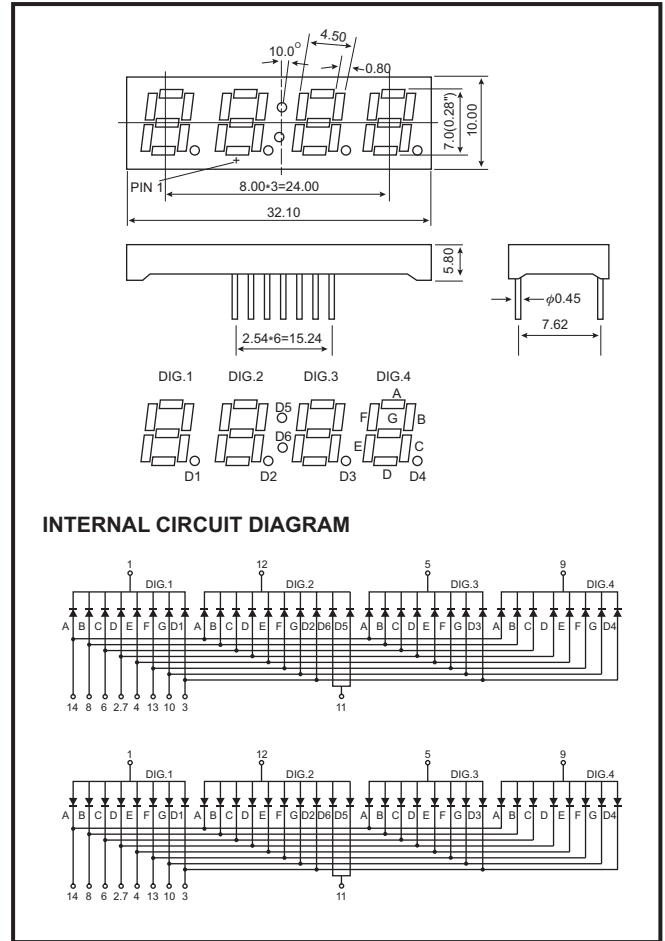 10.0°
4.50
0.80
7.0(0.28")
10.00
PIN 1
8.00*3=24.00
32.10
5.80
ϕ0.45
2.54*6=15.24
7.62
DIG.1 DIG.2 DIG.3 DIG.4
A
D5 F G B
D6 E C
D1 D2 D3 D D4
INTERNAL CIRCUIT DIAGRAM
1 12 5 9
DIG.1 DIG.2 DIG.3 DIG.4
A B C D E F G D1 A B C D E F G D2 D6 D5 A B C D E F G D3 A B C D E F G D4
14 8 6 2.7 4 13 10 3 11
1 12 5 9
DIG.1 DIG.2 DIG.3 DIG.4
A B C D E F G D1 A B C D E F G D2 D6 D5 A B C D E F G D3 A B C D E F G D4
14 8 6 2.7 4 13 10 3 11